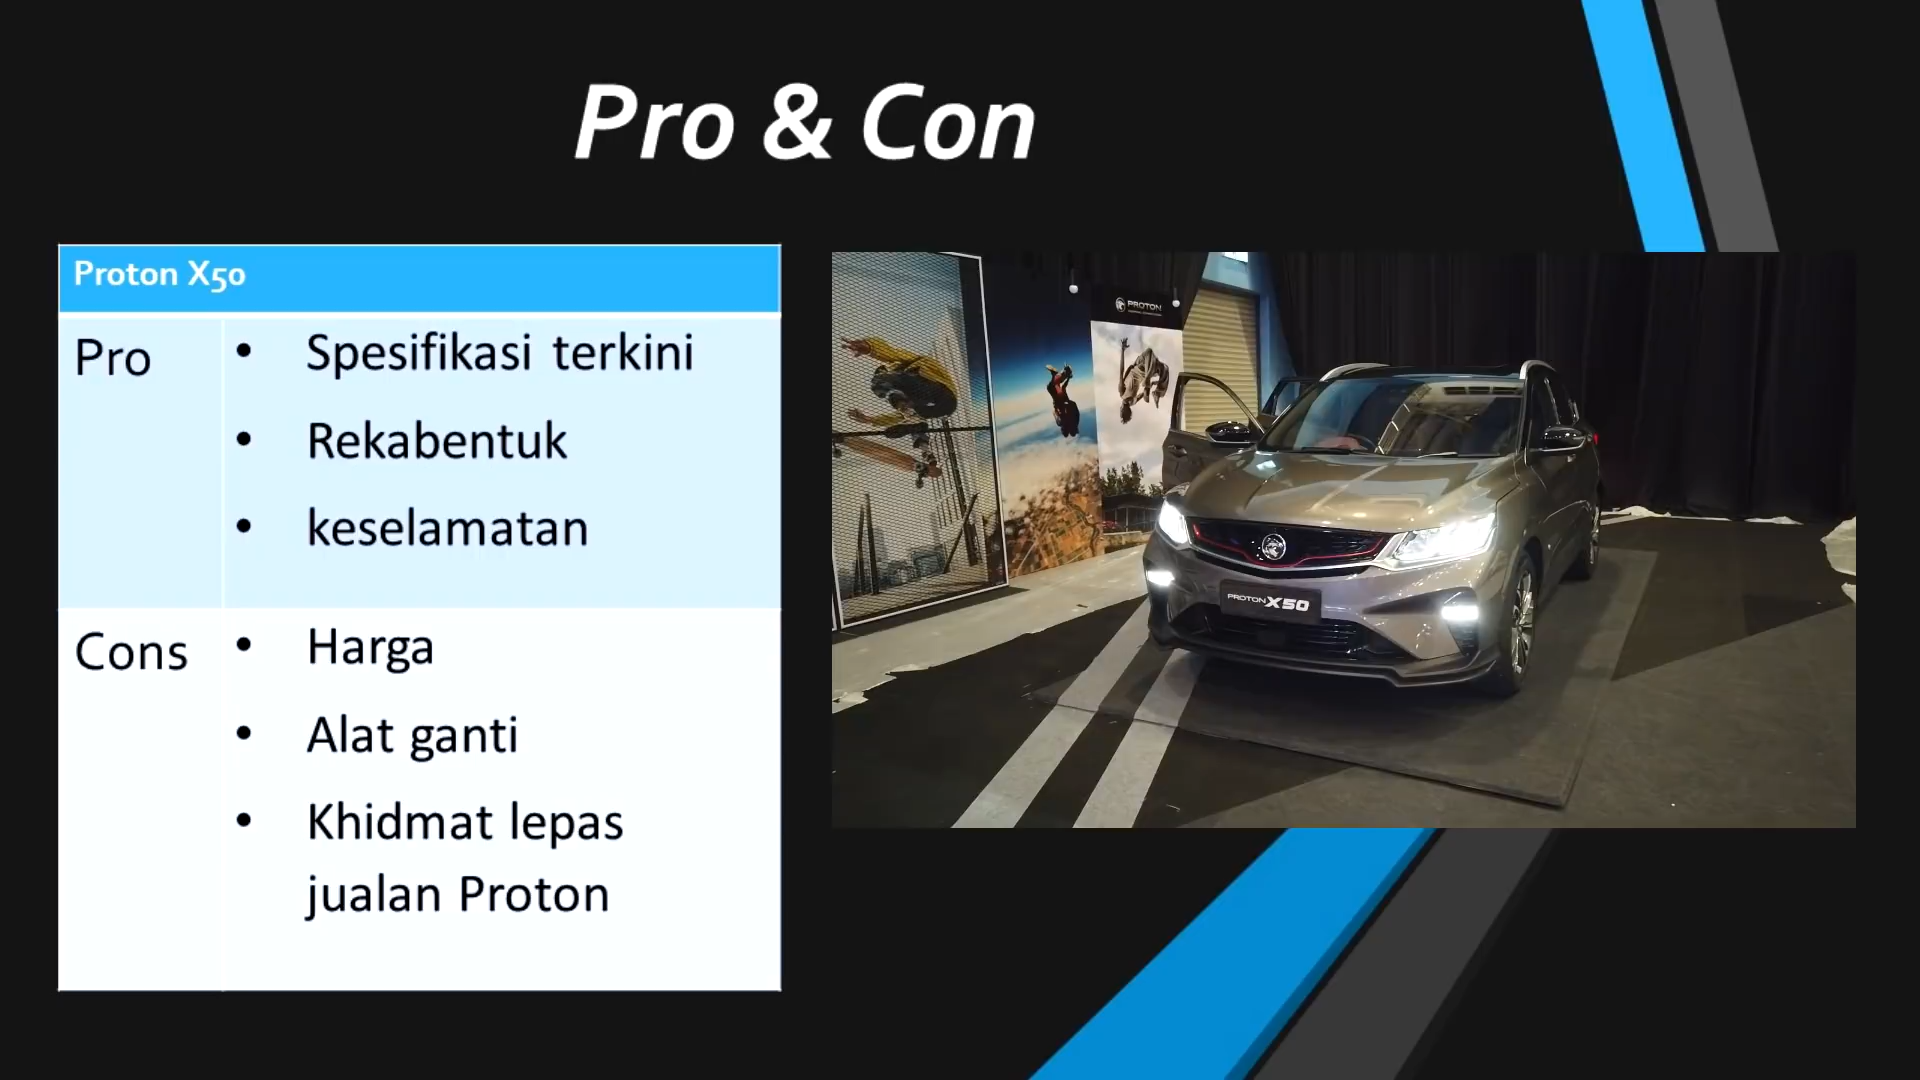 Pro & Con
Proton X50
Pro
• Spesifikasi terkini
• Rekabentuk
• keselamatan
Cons
• Harga
• Alat ganti
• Khidmat lepas
jualan Proton
PROTON
PROTON X50